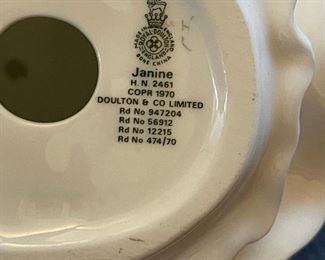 MADE IN ENGLAND
ROYAL DOULTON
ENGLAND
BONE CHINA
Janine
H.N. 2461
COPR 1970
DOULTON & CO LIMITED
Rd No 947204
Rd No 56912
Rd No 12215
Rd No 474/70